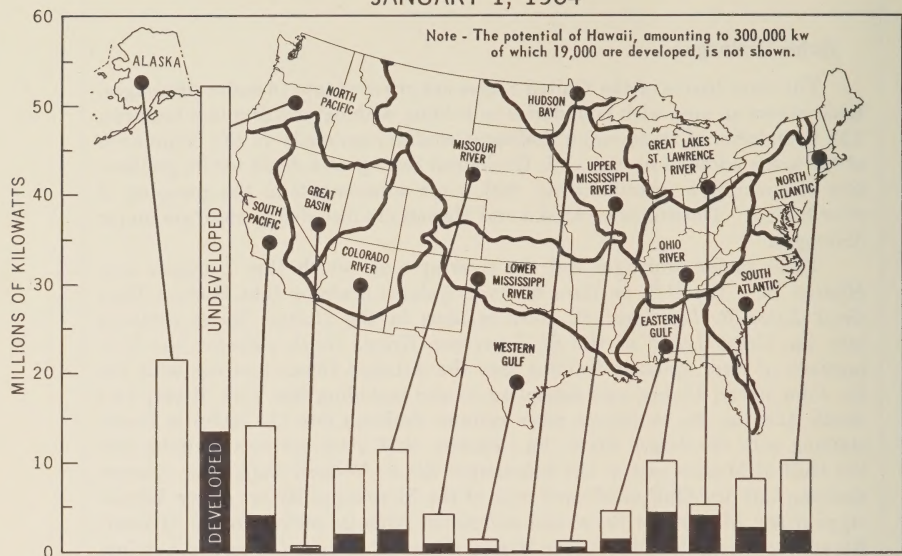 JANUARY 1, 1964
Note - The potential of Hawaii, amounting to 300,000 kw
of which 19,000 are developed, is not shown.
MILLIONS OF KILOWATTS
60
50
40
30
20
10
0
ALASKA
UNDEVELOPED
DEVELOPED
NORTH
PACIFIC
HUDSON
BAY
MISSOURI
RIVER
GREAT LAKES
ST. LAWRENCE
RIVER
UPPER
MISSISSIPPI
RIVER
NORTH
ATLANTIC
GREAT
BASIN
SOUTH
PACIFIC
COLORADO
RIVER
OHIO
RIVER
LOWER
MISSISSIPPI
RIVER
SOUTH
ATLANTIC
EASTERN
GULF
WESTERN
GULF